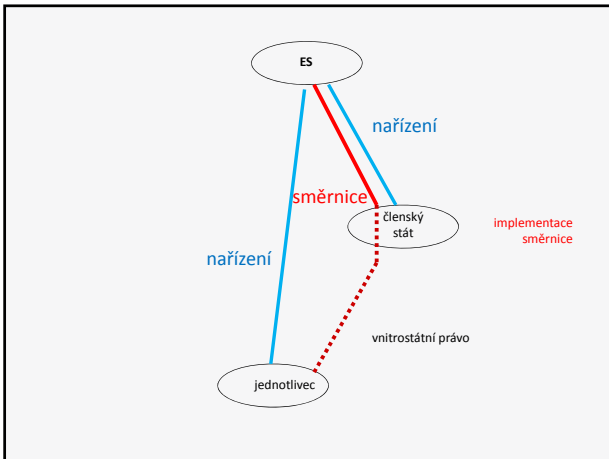 ES
nařízení
směrnice
členský
stát
implementace
směrnice
nařízení
vnitrostátní právo
jednotlivec